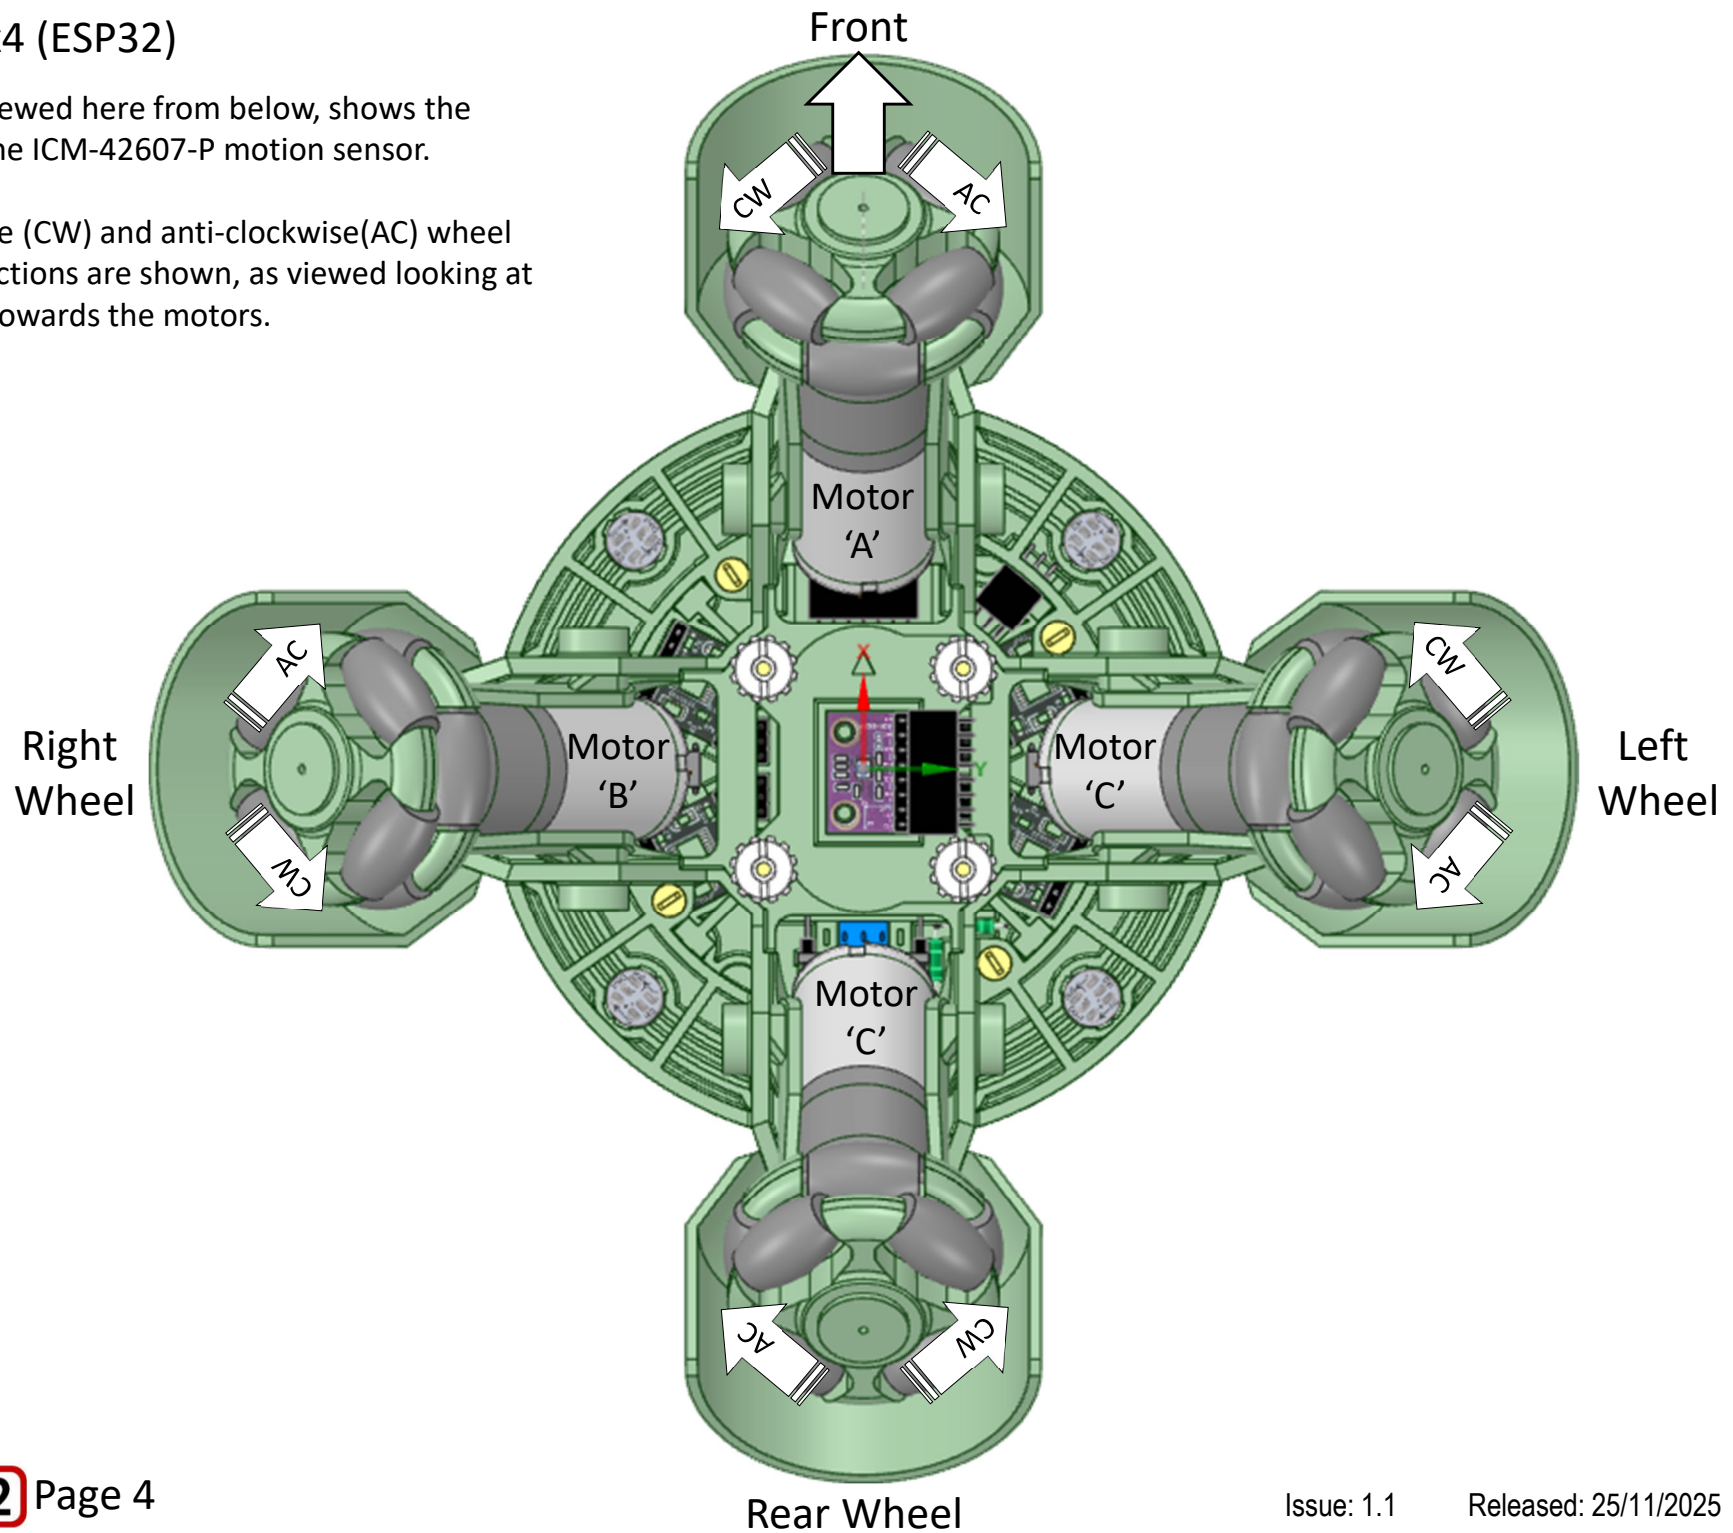 4 (ESP32)
Front
ewed here from below, shows the
he ICM-42607-P motion sensor.
e (CW) and anti-clockwise(AC) wheel
ctions are shown, as viewed looking at
owards the motors.
CW
AC
Motor
‘A’
AC
CW
X
Right
Wheel
Motor
‘B’
Y
Motor
‘C’
Left
Wheel
CW
AC
Motor
‘C’
AC
CW
2 Page 4
Rear Wheel
Issue: 1.1
Released: 25/11/2025